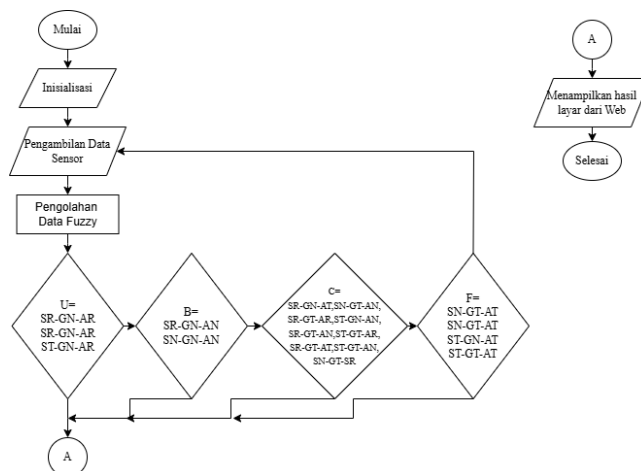 Mulai
Inisialisasi
Pengambilan Data
Sensor
Pengolahan
Data Fuzzy
U=
SR-GN-AR
SR-GN-AR
ST-GN-AR
B=
SR-GN-AN
SN-GN-AN
C=
SR-GN-AT,SN-GT-AN,
SR-GT-AR,ST-GN-AN,
SR-GT-AN,ST-GT-AR,
SR-GT-AT,ST-GT-AN,
SN-GT-SR
F=
SN-GT-AT
SN-GT-AT
ST-GN-AT
ST-GT-AT
A
A
Menampilkan hasil
layar dari Web
Selesai